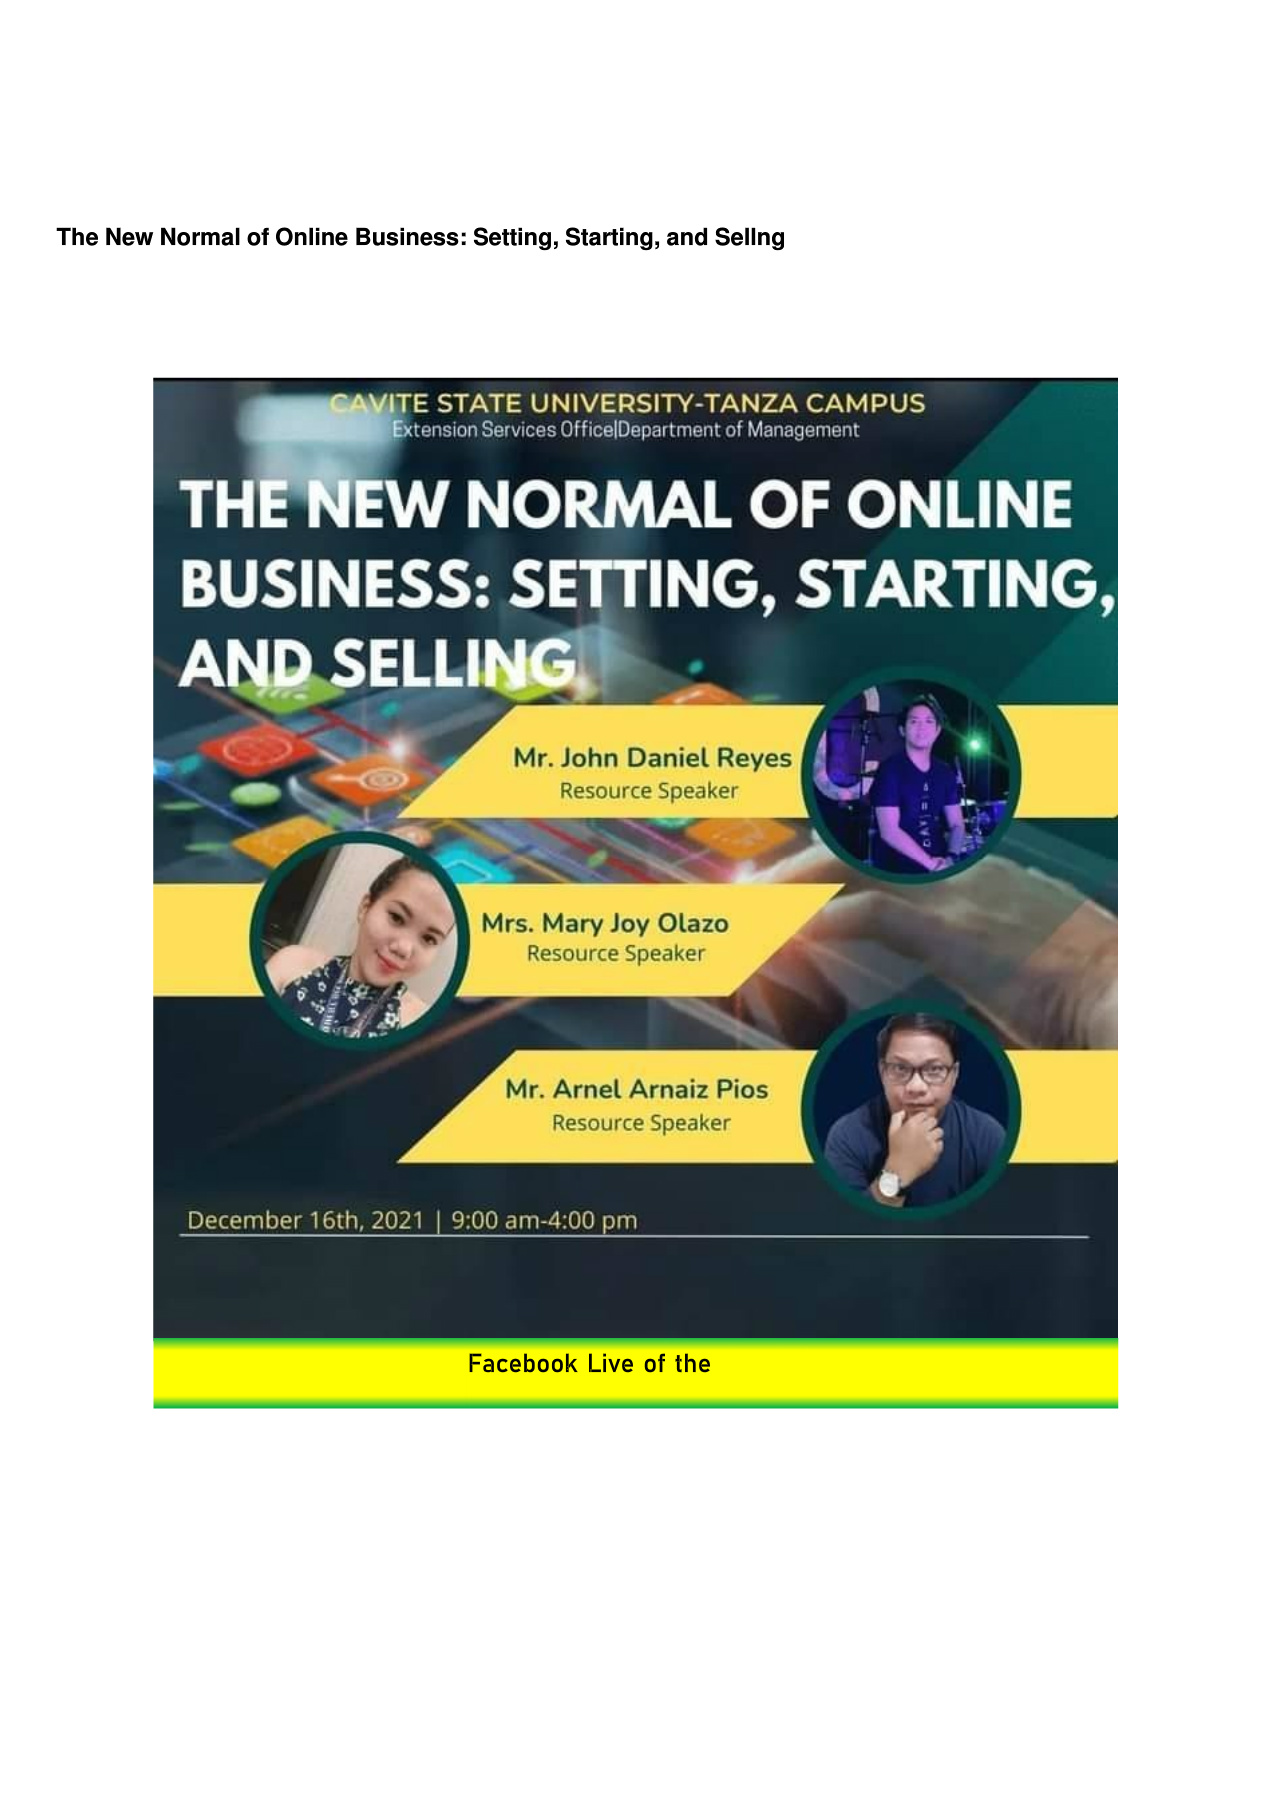 The New Normal of Online Business: Setting, Starting, and Sellng
CAVITE STATE UNIVERSITY-TANZA CAMPUS
Extension Services Office|Department of Management
THE NEW NORMAL OF ONLINE
BUSINESS: SETTING, STARTING,
AND SELLING
Mr. John Daniel Reyes
Resource Speaker
Mrs. Mary Joy Olazo
Resource Speaker
Mr. Arnel Arnaiz Pios
Resource Speaker
December 16th, 2021 | 9:00 am-4:00 pm
Facebook Live of the